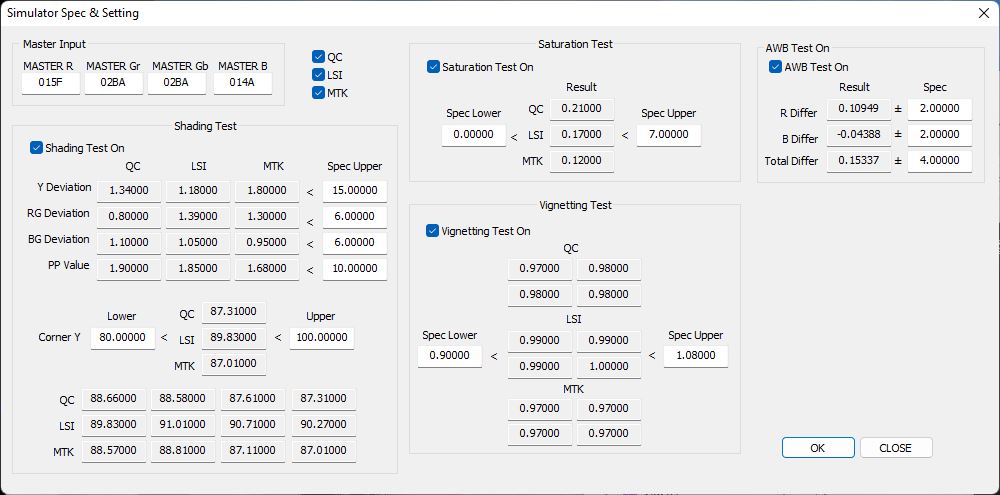 Simulator Spec & Setting
Master Input
MASTER R MASTER Gr MASTER Gb MASTER B
015F 02BA 02BA 014A
QC
LSI
MTK
Shading Test
Shading Test On
QC LSI MTK Spec Upper
Y Deviation 1.34000 1.18000 1.80000 < 15.00000
RG Deviation 0.80000 1.39000 1.30000 < 6.00000
BG Deviation 1.10000 1.05000 0.95000 < 6.00000
PP Value 1.90000 1.85000 1.68000 < 10.00000
Lower Upper
QC 87.31000
Corner Y 80.00000 < LSI 89.83000 < 100.00000
MTK 87.01000
QC 88.66000 88.58000 87.61000 87.31000
LSI 89.83000 91.01000 90.71000 90.27000
MTK 88.57000 88.81000 87.11000 87.01000
Saturation Test
Saturation Test On
Result
Spec Lower QC 0.21000 Spec Upper
0.00000 < LSI 0.17000 < 7.00000
MTK 0.12000
Vignetting Test
Vignetting Test On
QC
0.97000 0.98000
0.98000 0.98000
LSI
Spec Lower 0.99000 0.99000 Spec Upper
0.90000 < 0.99000 1.00000 < 1.08000
MTK
0.97000 0.97000
0.97000 0.97000
AWB Test On
AWB Test On
Result Spec
R Differ 0.10949 ± 2.00000
B Differ -0.04388 ± 2.00000
Total Differ 0.15337 ± 4.00000
OK CLOSE